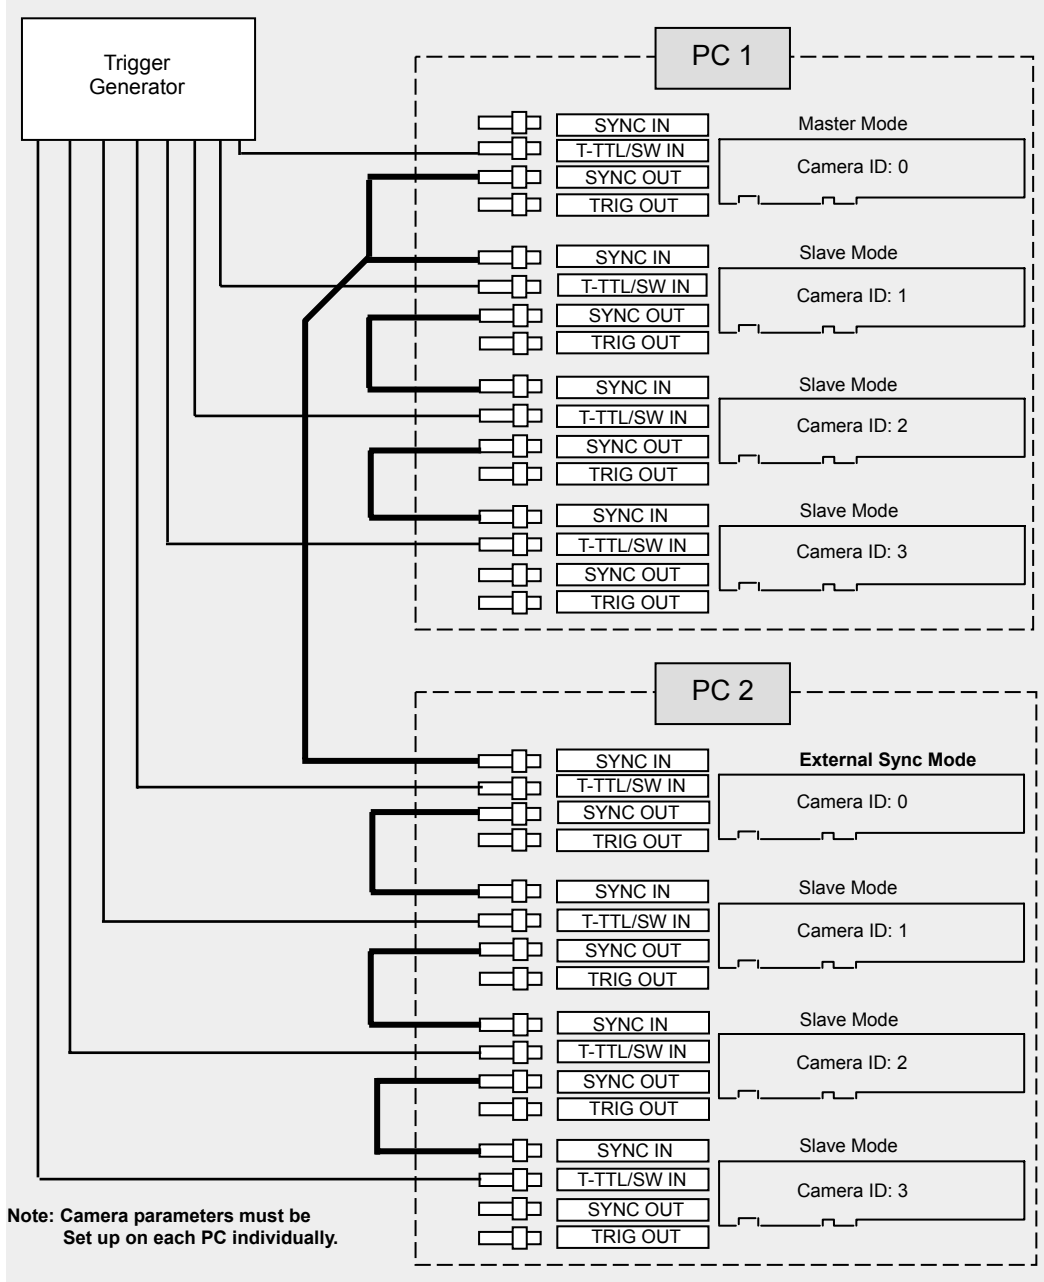 Trigger
Generator
PC 1
SYNC IN
Master Mode
T-TTL/SW IN
Camera ID: 0
SYNC OUT
TRIG OUT
SYNC IN
Slave Mode
T-TTL/SW IN
Camera ID: 1
SYNC OUT
TRIG OUT
SYNC IN
Slave Mode
T-TTL/SW IN
Camera ID: 2
SYNC OUT
TRIG OUT
SYNC IN
Slave Mode
T-TTL/SW IN
Camera ID: 3
SYNC OUT
TRIG OUT
PC 2
SYNC IN
External Sync Mode
T-TTL/SW IN
Camera ID: 0
SYNC OUT
TRIG OUT
SYNC IN
Slave Mode
T-TTL/SW IN
Camera ID: 1
SYNC OUT
TRIG OUT
SYNC IN
Slave Mode
T-TTL/SW IN
Camera ID: 2
SYNC OUT
TRIG OUT
SYNC IN
Slave Mode
T-TTL/SW IN
Camera ID: 3
SYNC OUT
TRIG OUT
Note: Camera parameters must be
Set up on each PC individually.